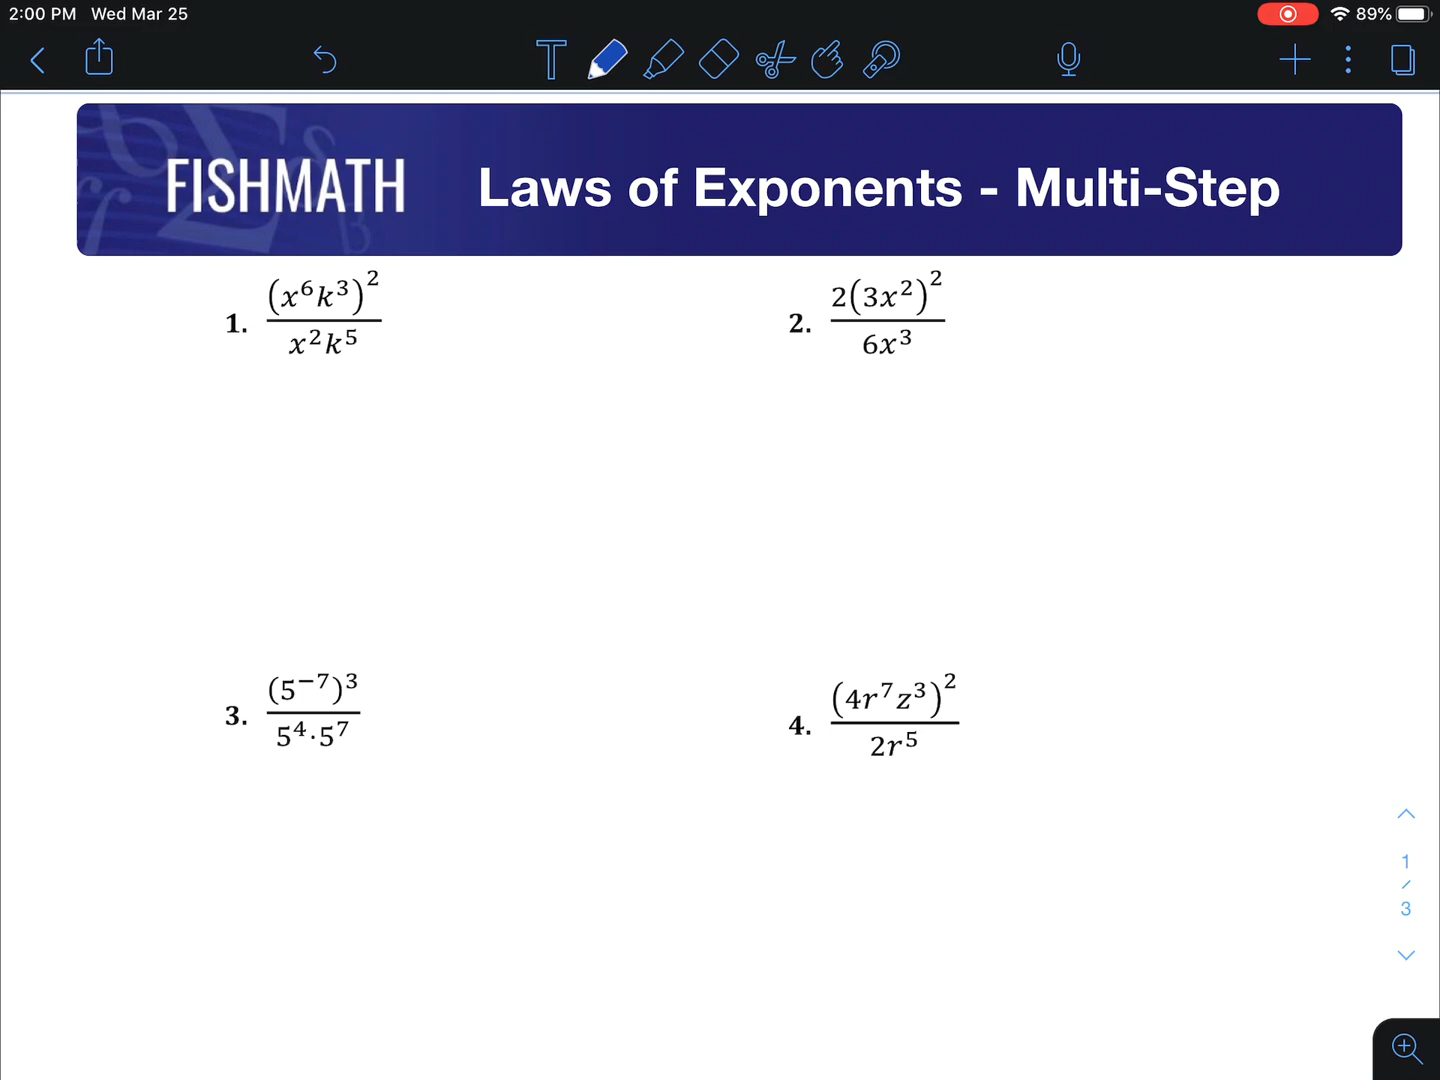 2:00 PM Wed Mar 25 89%
FISHMATH Laws of Exponents - Multi-Step
1. (x⁶k³)² / x²k⁵
2. 2(3x²)² / 6x³
3. (5⁻⁷)³ / 5⁴·5⁷
4. (4r⁷z³)² / 2r⁵
1
/
3